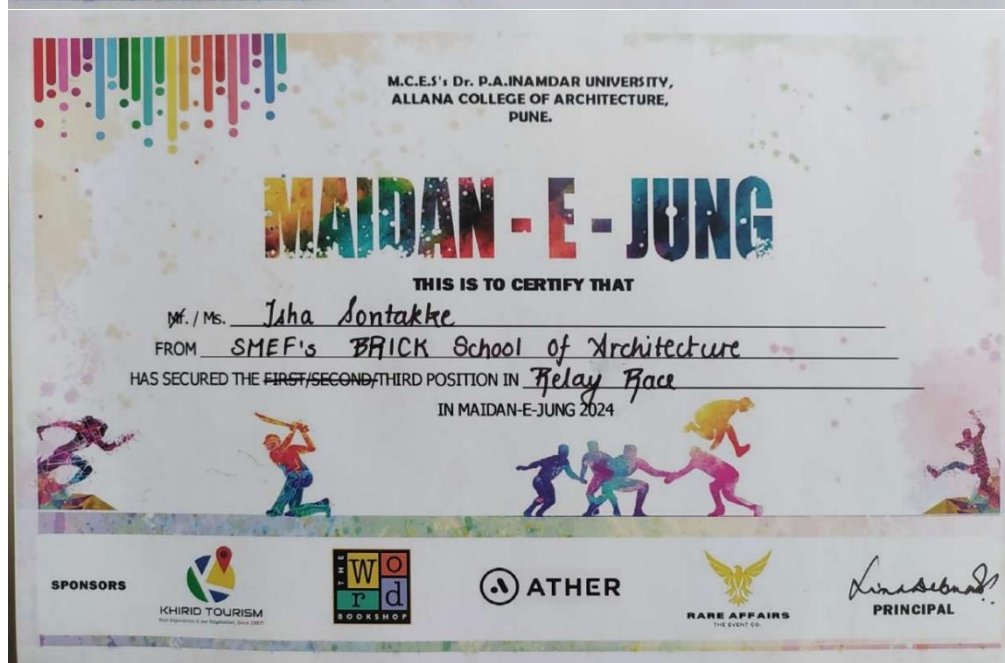 M.C.E.S's Dr. P.A.INAMDAR UNIVERSITY,
ALLANA COLLEGE OF ARCHITECTURE,
PUNE.
MAIDAN - E - JUNG
THIS IS TO CERTIFY THAT
Mr. / Ms. Isha Sontakke
FROM SMEF's BRICK School of Architecture
HAS SECURED THE FIRST/SECOND/THIRD POSITION IN Relay Race
IN MAIDAN-E-JUNG 2024
SPONSORS
KHIRID TOURISM
THE Word BOOKSHOP
ATHER
RARE AFFAIRS
THE EVENT CO.
PRINCIPAL